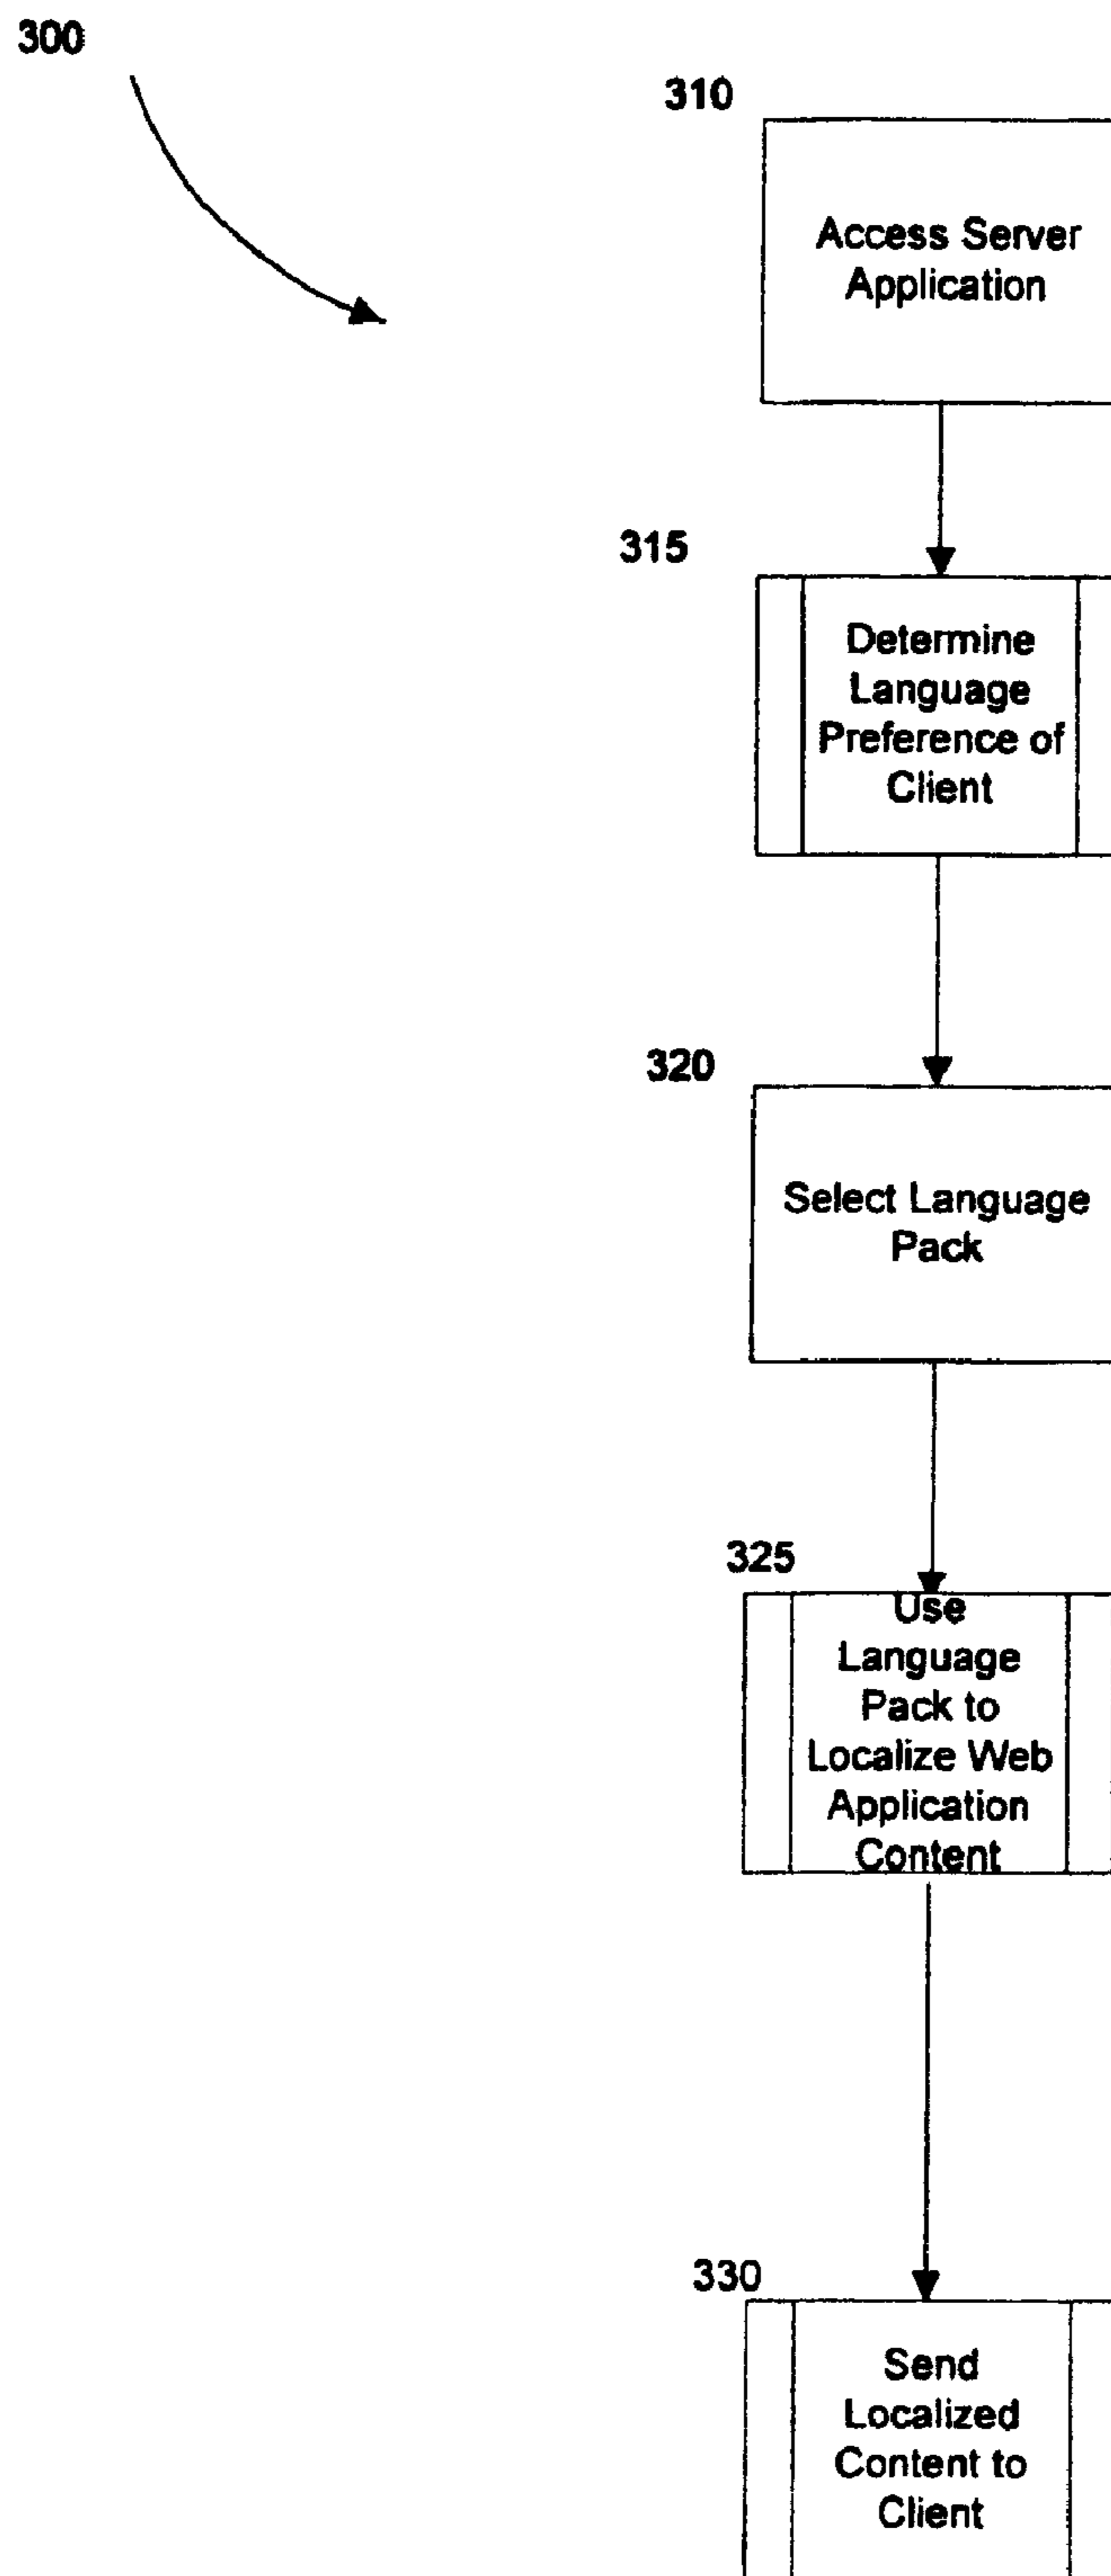 300
310
Access Server
Application
315
Determine
Language
Preference of
Client
320
Select Language
Pack
325
Use
Language
Pack to
Localize Web
Application
Content
330
Send
Localized
Content to
Client